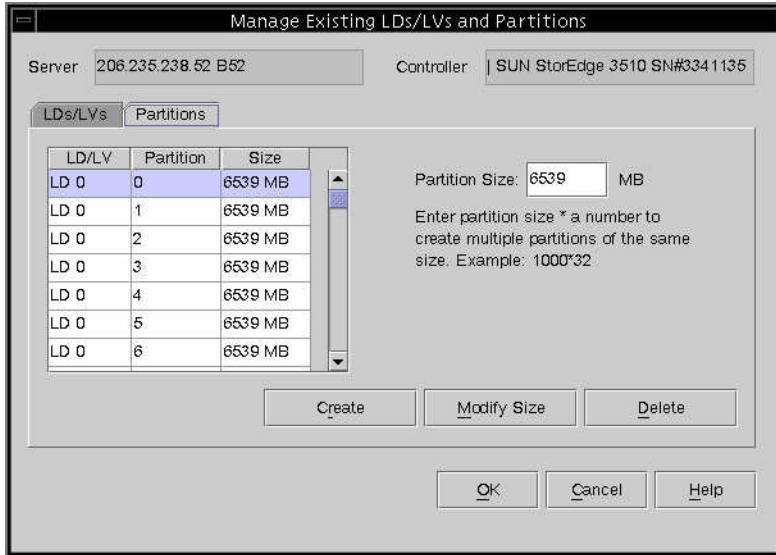 Manage Existing LDs/LVs and Partitions
Server 206.235.238.52 B52 Controller | SUN StorEdge 3510 SN#3341135
LDs/LVs Partitions
LD/LV Partition Size
LD 0 0 6539 MB
LD 0 1 6539 MB
LD 0 2 6539 MB
LD 0 3 6539 MB
LD 0 4 6539 MB
LD 0 5 6539 MB
LD 0 6 6539 MB
Partition Size: 6539 MB
Enter partition size * a number to
create multiple partitions of the same
size. Example: 1000*32
Create Modify Size Delete
OK Cancel Help